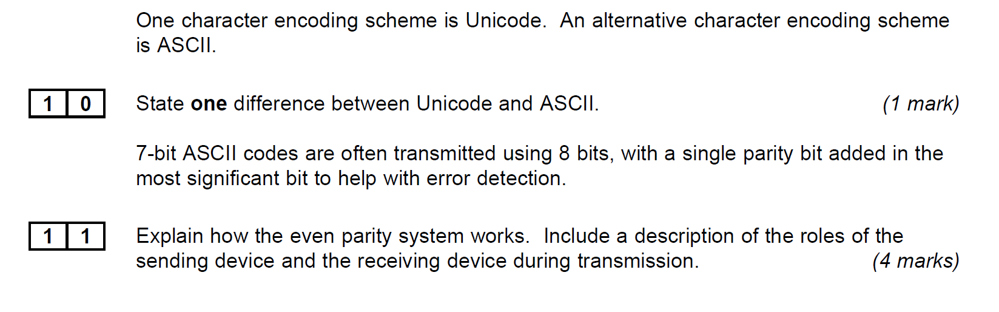 One character encoding scheme is Unicode.  An alternative character encoding scheme
is ASCII.
1 0 State one difference between Unicode and ASCII. (1 mark)
7-bit ASCII codes are often transmitted using 8 bits, with a single parity bit added in the
most significant bit to help with error detection.
1 1 Explain how the even parity system works.  Include a description of the roles of the
sending device and the receiving device during transmission. (4 marks)